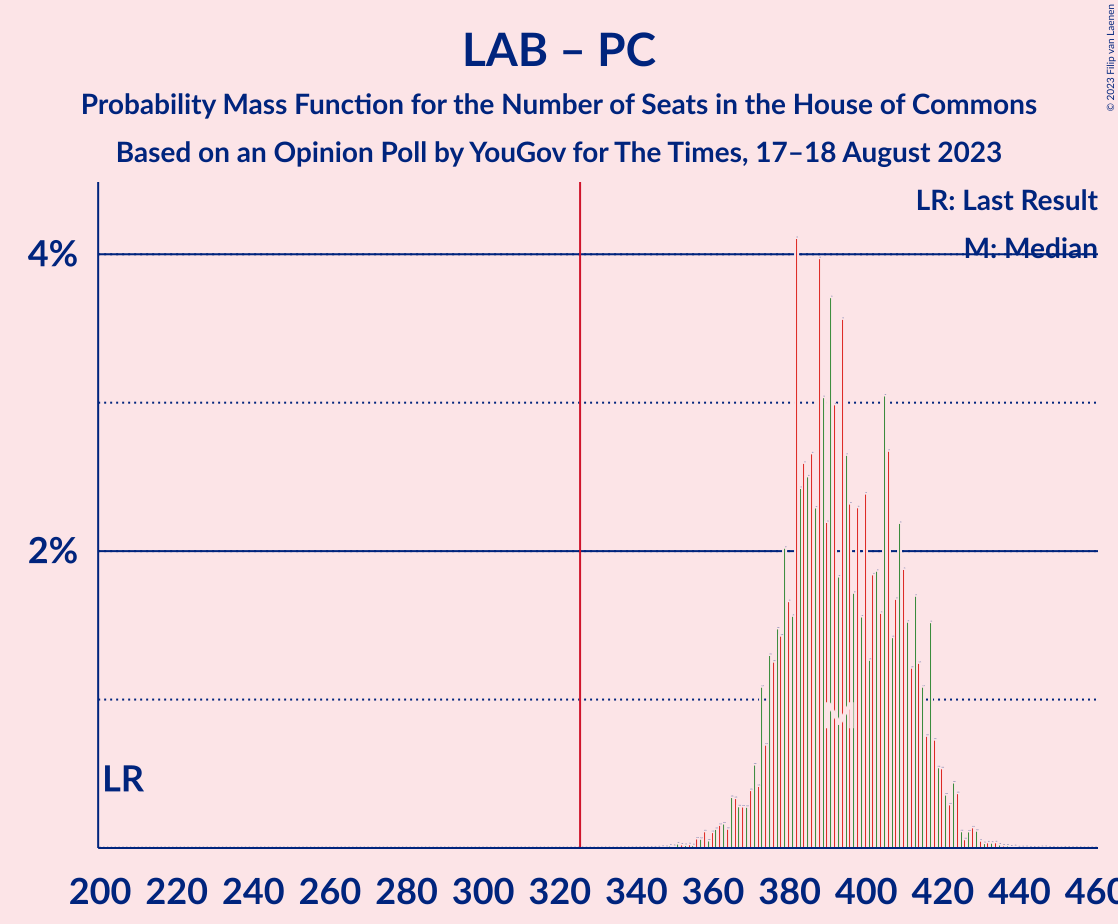 LAB – PC
Probability Mass Function for the Number of Seats in the House of Commons
Based on an Opinion Poll by YouGov for The Times, 17–18 August 2023
© 2023 Filip van Laenen
LR: Last Result
M: Median
4%
2%
LR
200 220 240 260 280 300 320 340 360 380 400 420 440 460